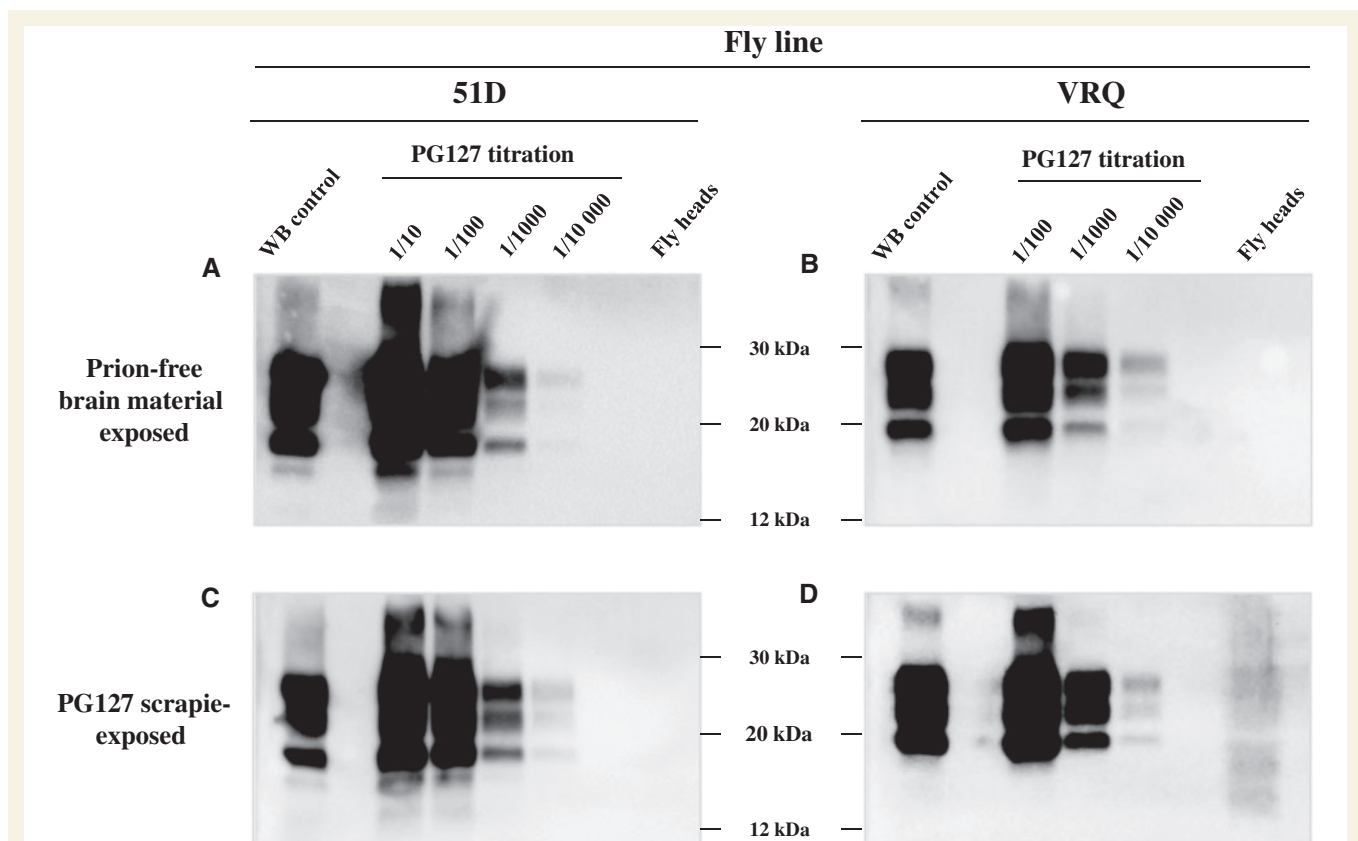 Fly line
51D
VRQ
PG127 titration
PG127 titration
WB control
1/10
1/100
1/1000
1/10 000
Fly heads
WB control
1/100
1/1000
1/10 000
Fly heads
A
B
Prion-free
brain material
exposed
30 kDa
20 kDa
12 kDa
C
D
PG127 scrapie-
exposed
30 kDa
20 kDa
12 kDa